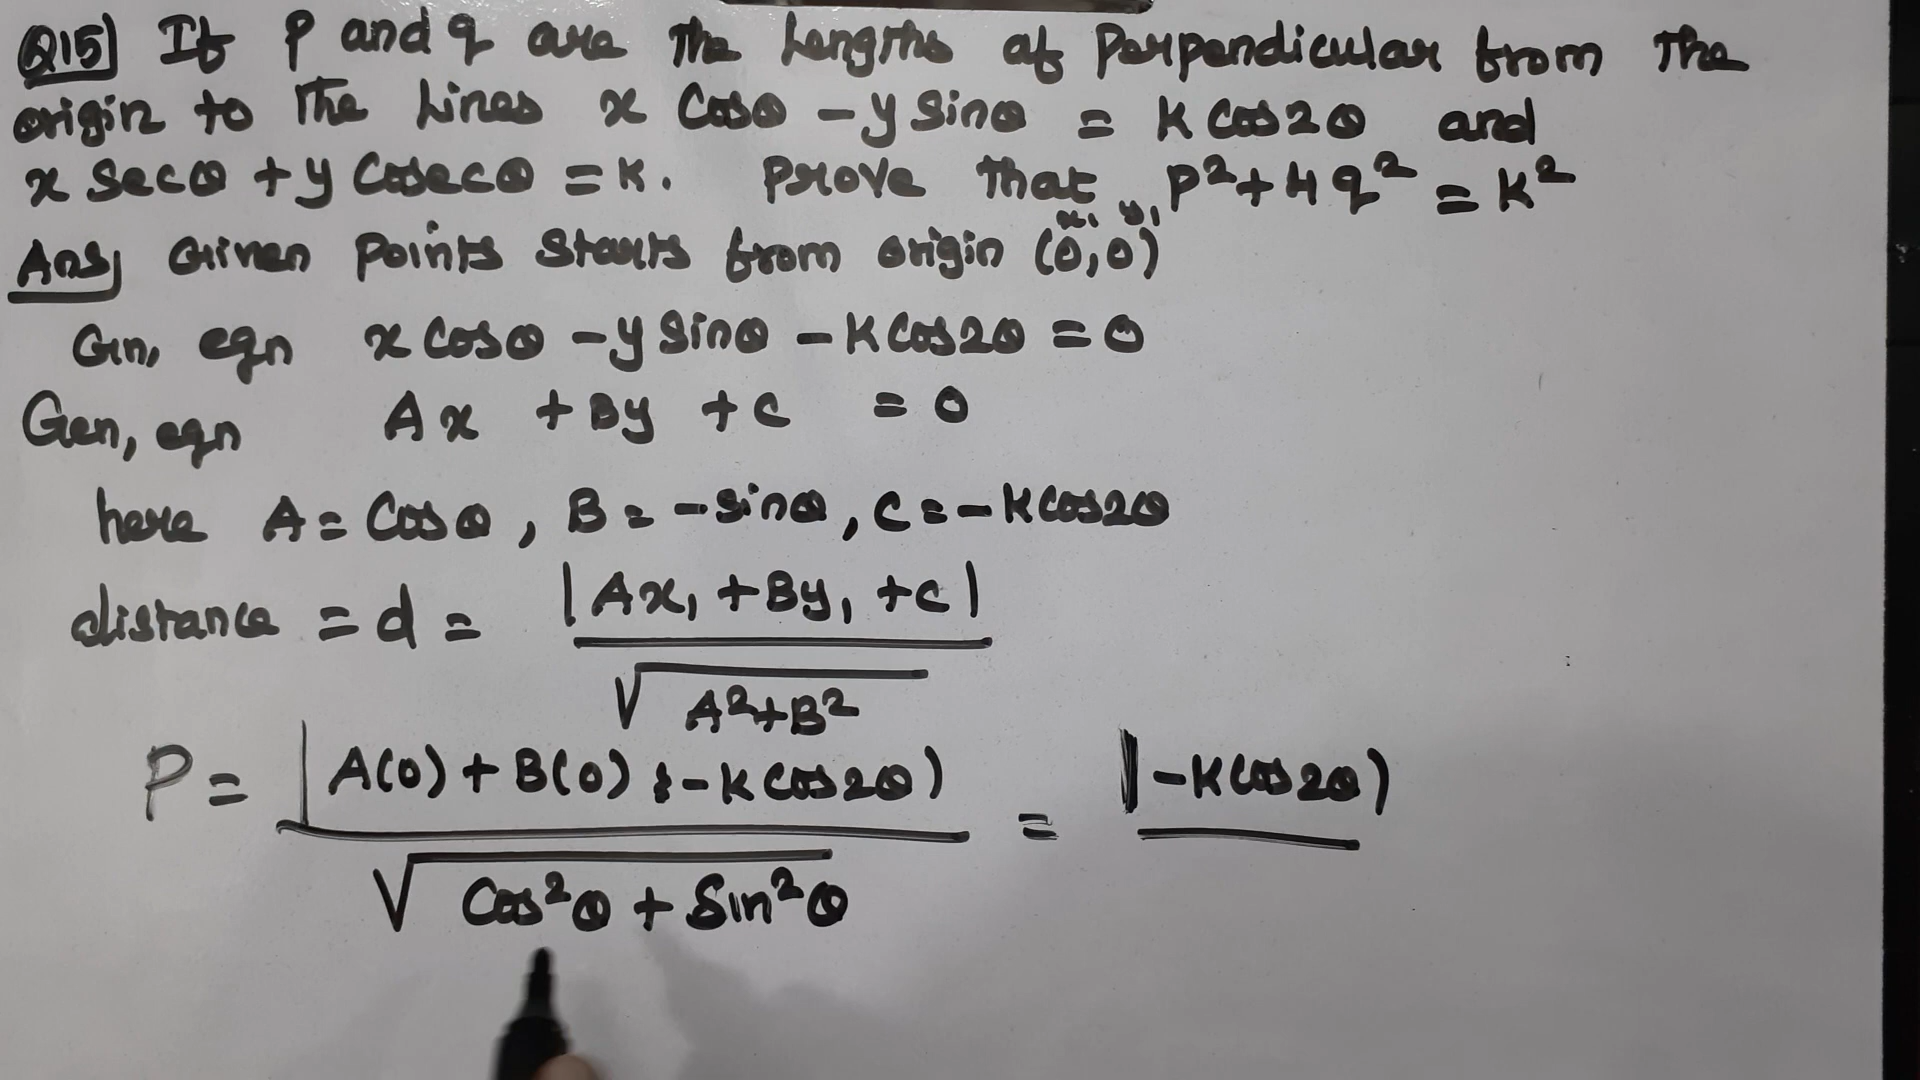 Q15) If P and q are the Lengths of Perpendicular from the
origin to the Lines x Cosθ - y Sinθ = K Cos2θ and
x Secθ + y Cosecθ = K. Prove that P² + 4q² = K²
x₁ y₁
Ans) Given Points Starts from origin (0,0)
Gn, eqn x Cosθ - y Sinθ - K Cos2θ = 0
Gen, eqn Ax + By + C = 0
here A = Cosθ, B = -Sinθ, C = -K Cos2θ
distance = d = |Ax₁ + By₁ + C|
√A²+B²
P = |A(0) + B(0) + -K Cos2θ) = |-K Cos2θ)
√Cos²θ + Sin²θ